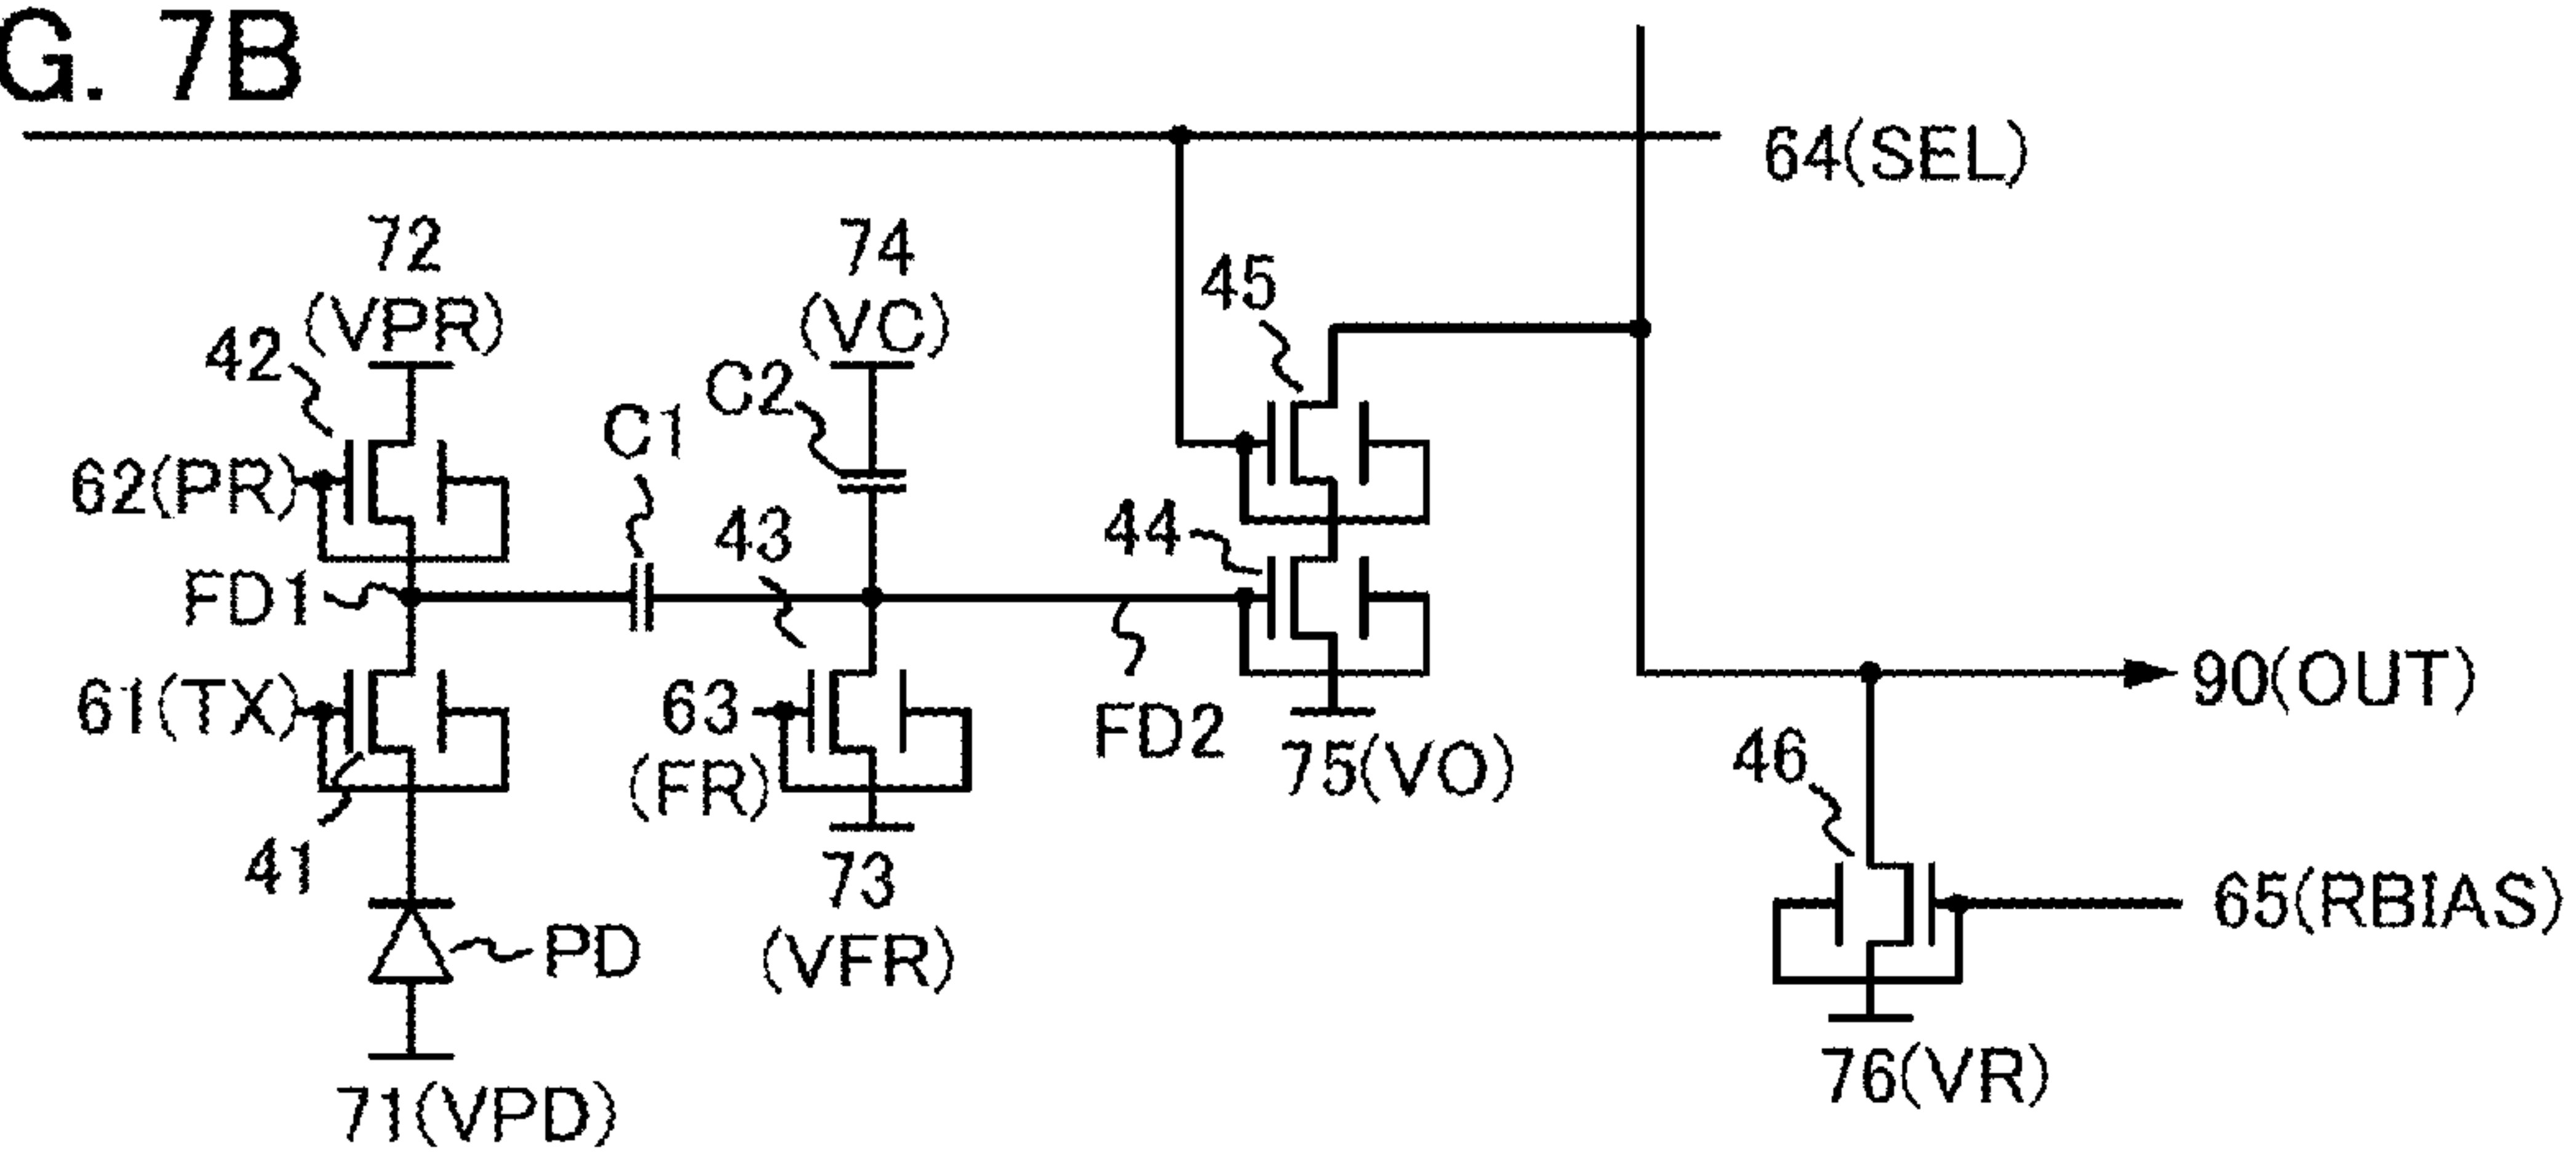 G. 7B
64(SEL)
72
(VPR)
74
(VC)
45
42
C2
C1
62(PR)
43
44
FD1
61(TX)
63
(FR)
FD2
75(VO)
90(OUT)
46
41
73
(VFR)
PD
65(RBIAS)
71(VPD)
76(VR)